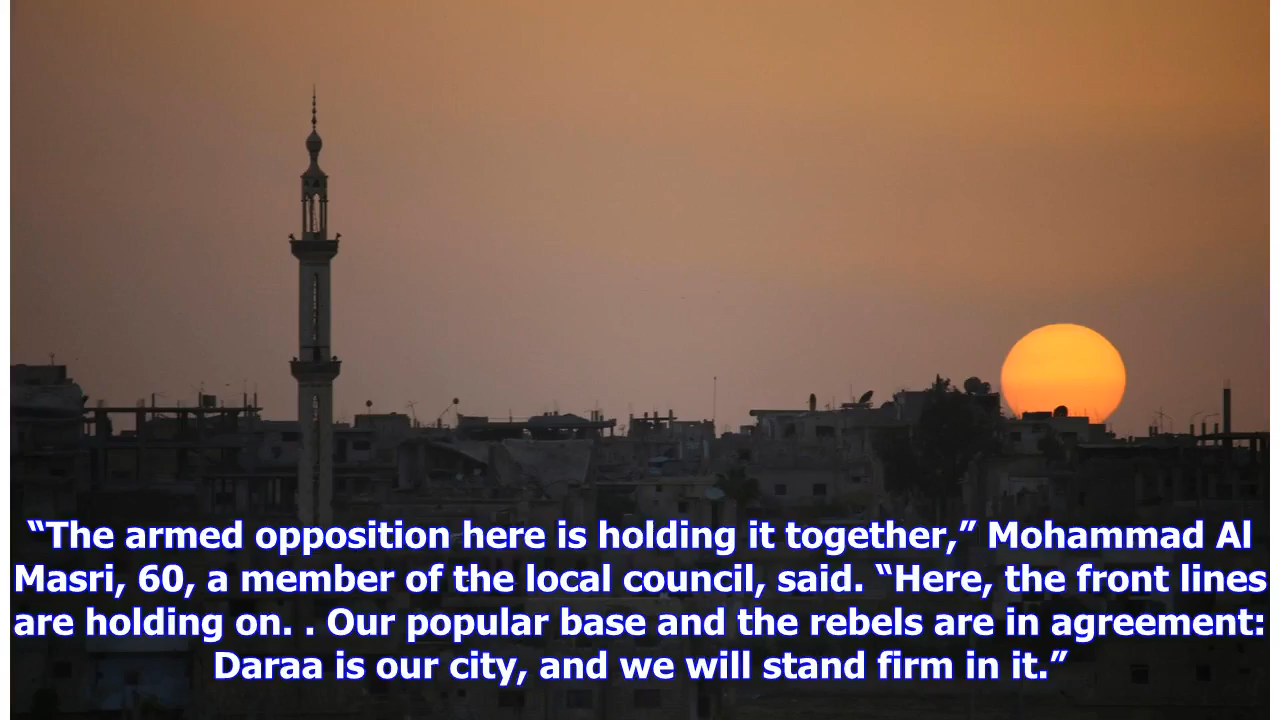 “The armed opposition here is holding it together,” Mohammad Al
Masri, 60, a member of the local council, said. “Here, the front lines
are holding on. . Our popular base and the rebels are in agreement:
Daraa is our city, and we will stand firm in it.”